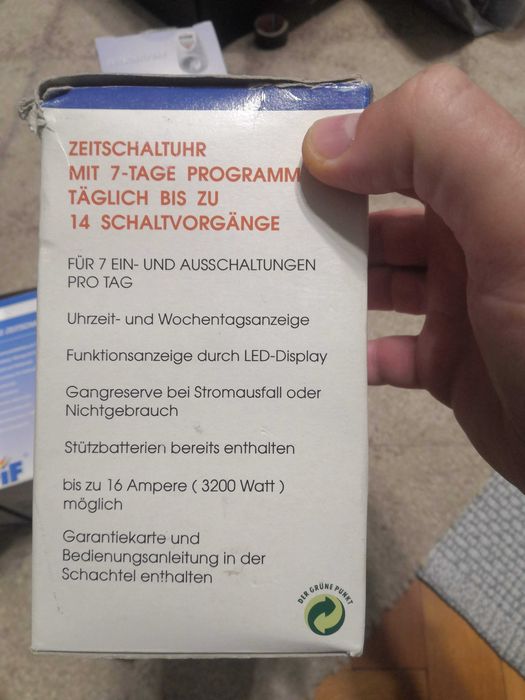 ZEITSCHALTUHR
MIT 7-TAGE PROGRAMM
TÄGLICH BIS ZU
14 SCHALTVORGÄNGE
FÜR 7 EIN- UND AUSSCHALTUNGEN
PRO TAG
Uhrzeit- und Wochentagsanzeige
Funktionsanzeige durch LED-Display
Gangreserve bei Stromausfall oder
Nichtgebrauch
Stützbatterien bereits enthalten
bis zu 16 Ampere ( 3200 Watt )
möglich
Garantiekarte und
Bedienungsanleitung in der
Schachtel enthalten
DER GRÜNE PUNKT